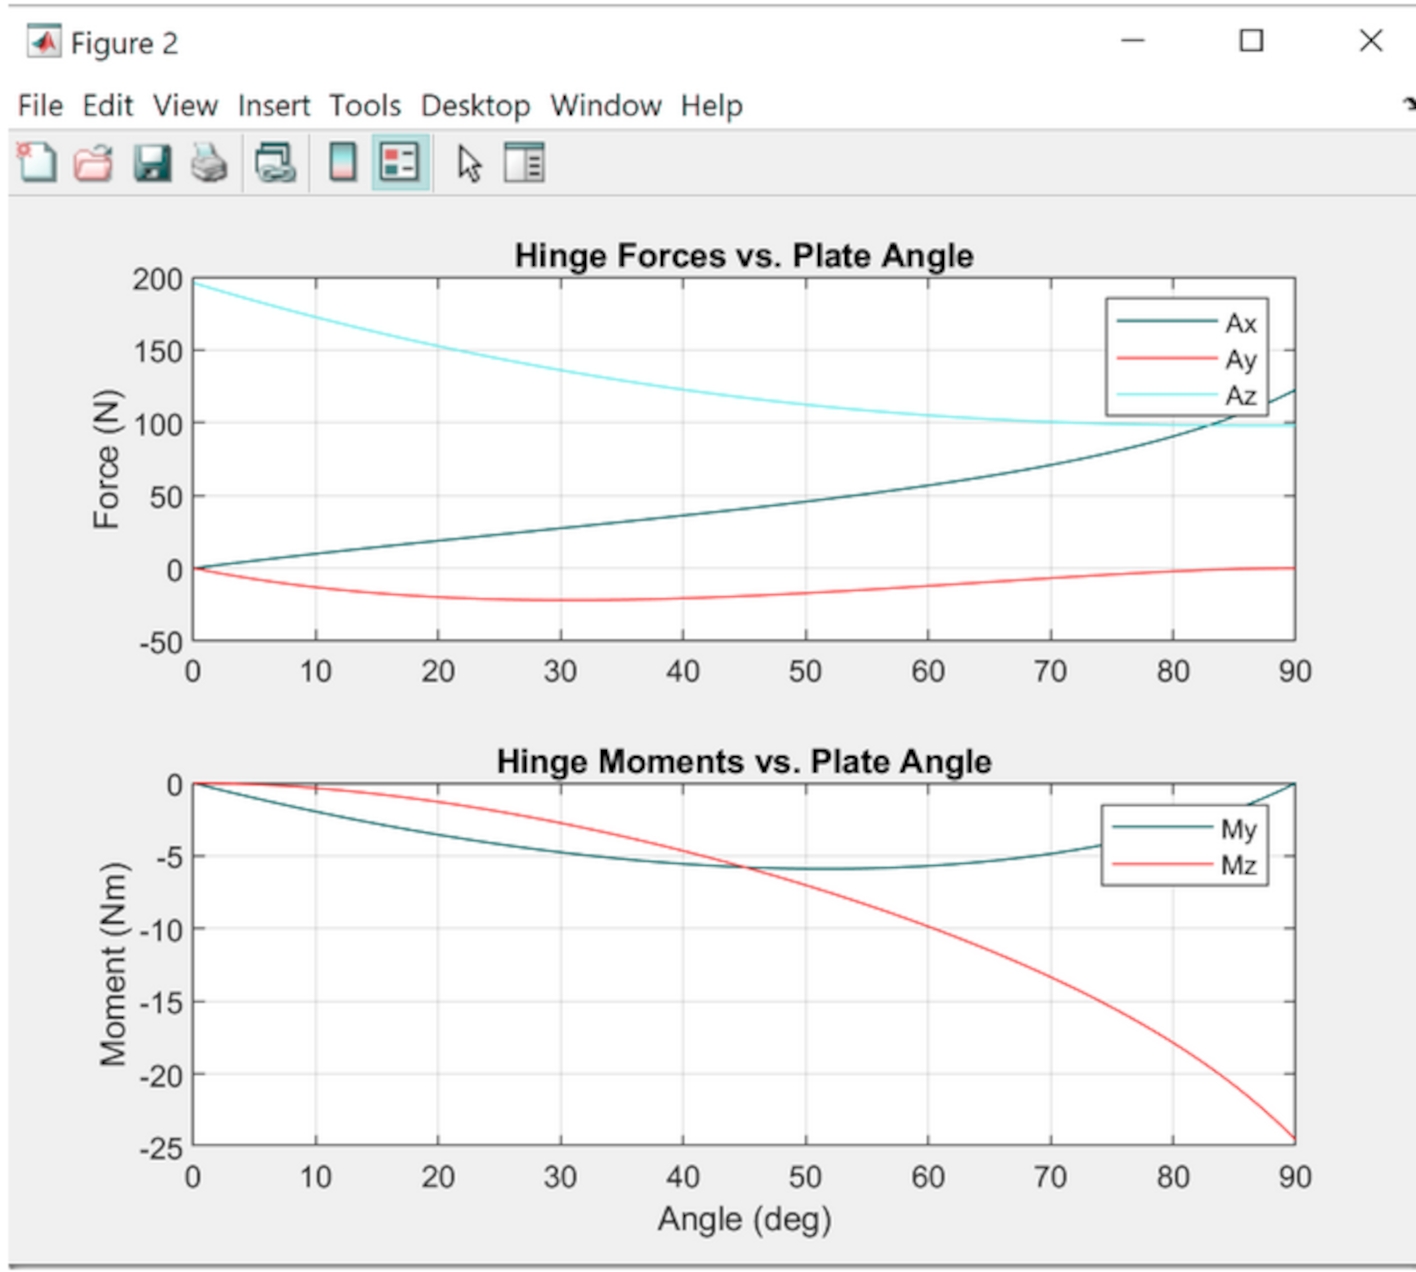 Figure 2
File Edit View Insert Tools Desktop Window Help
Hinge Forces vs. Plate Angle
200
150
100
50
0
-50
Force (N)
Ax
Ay
Az
0 10 20 30 40 50 60 70 80 90
Hinge Moments vs. Plate Angle
0
-5
-10
-15
-20
-25
Moment (Nm)
My
Mz
0 10 20 30 40 50 60 70 80 90
Angle (deg)